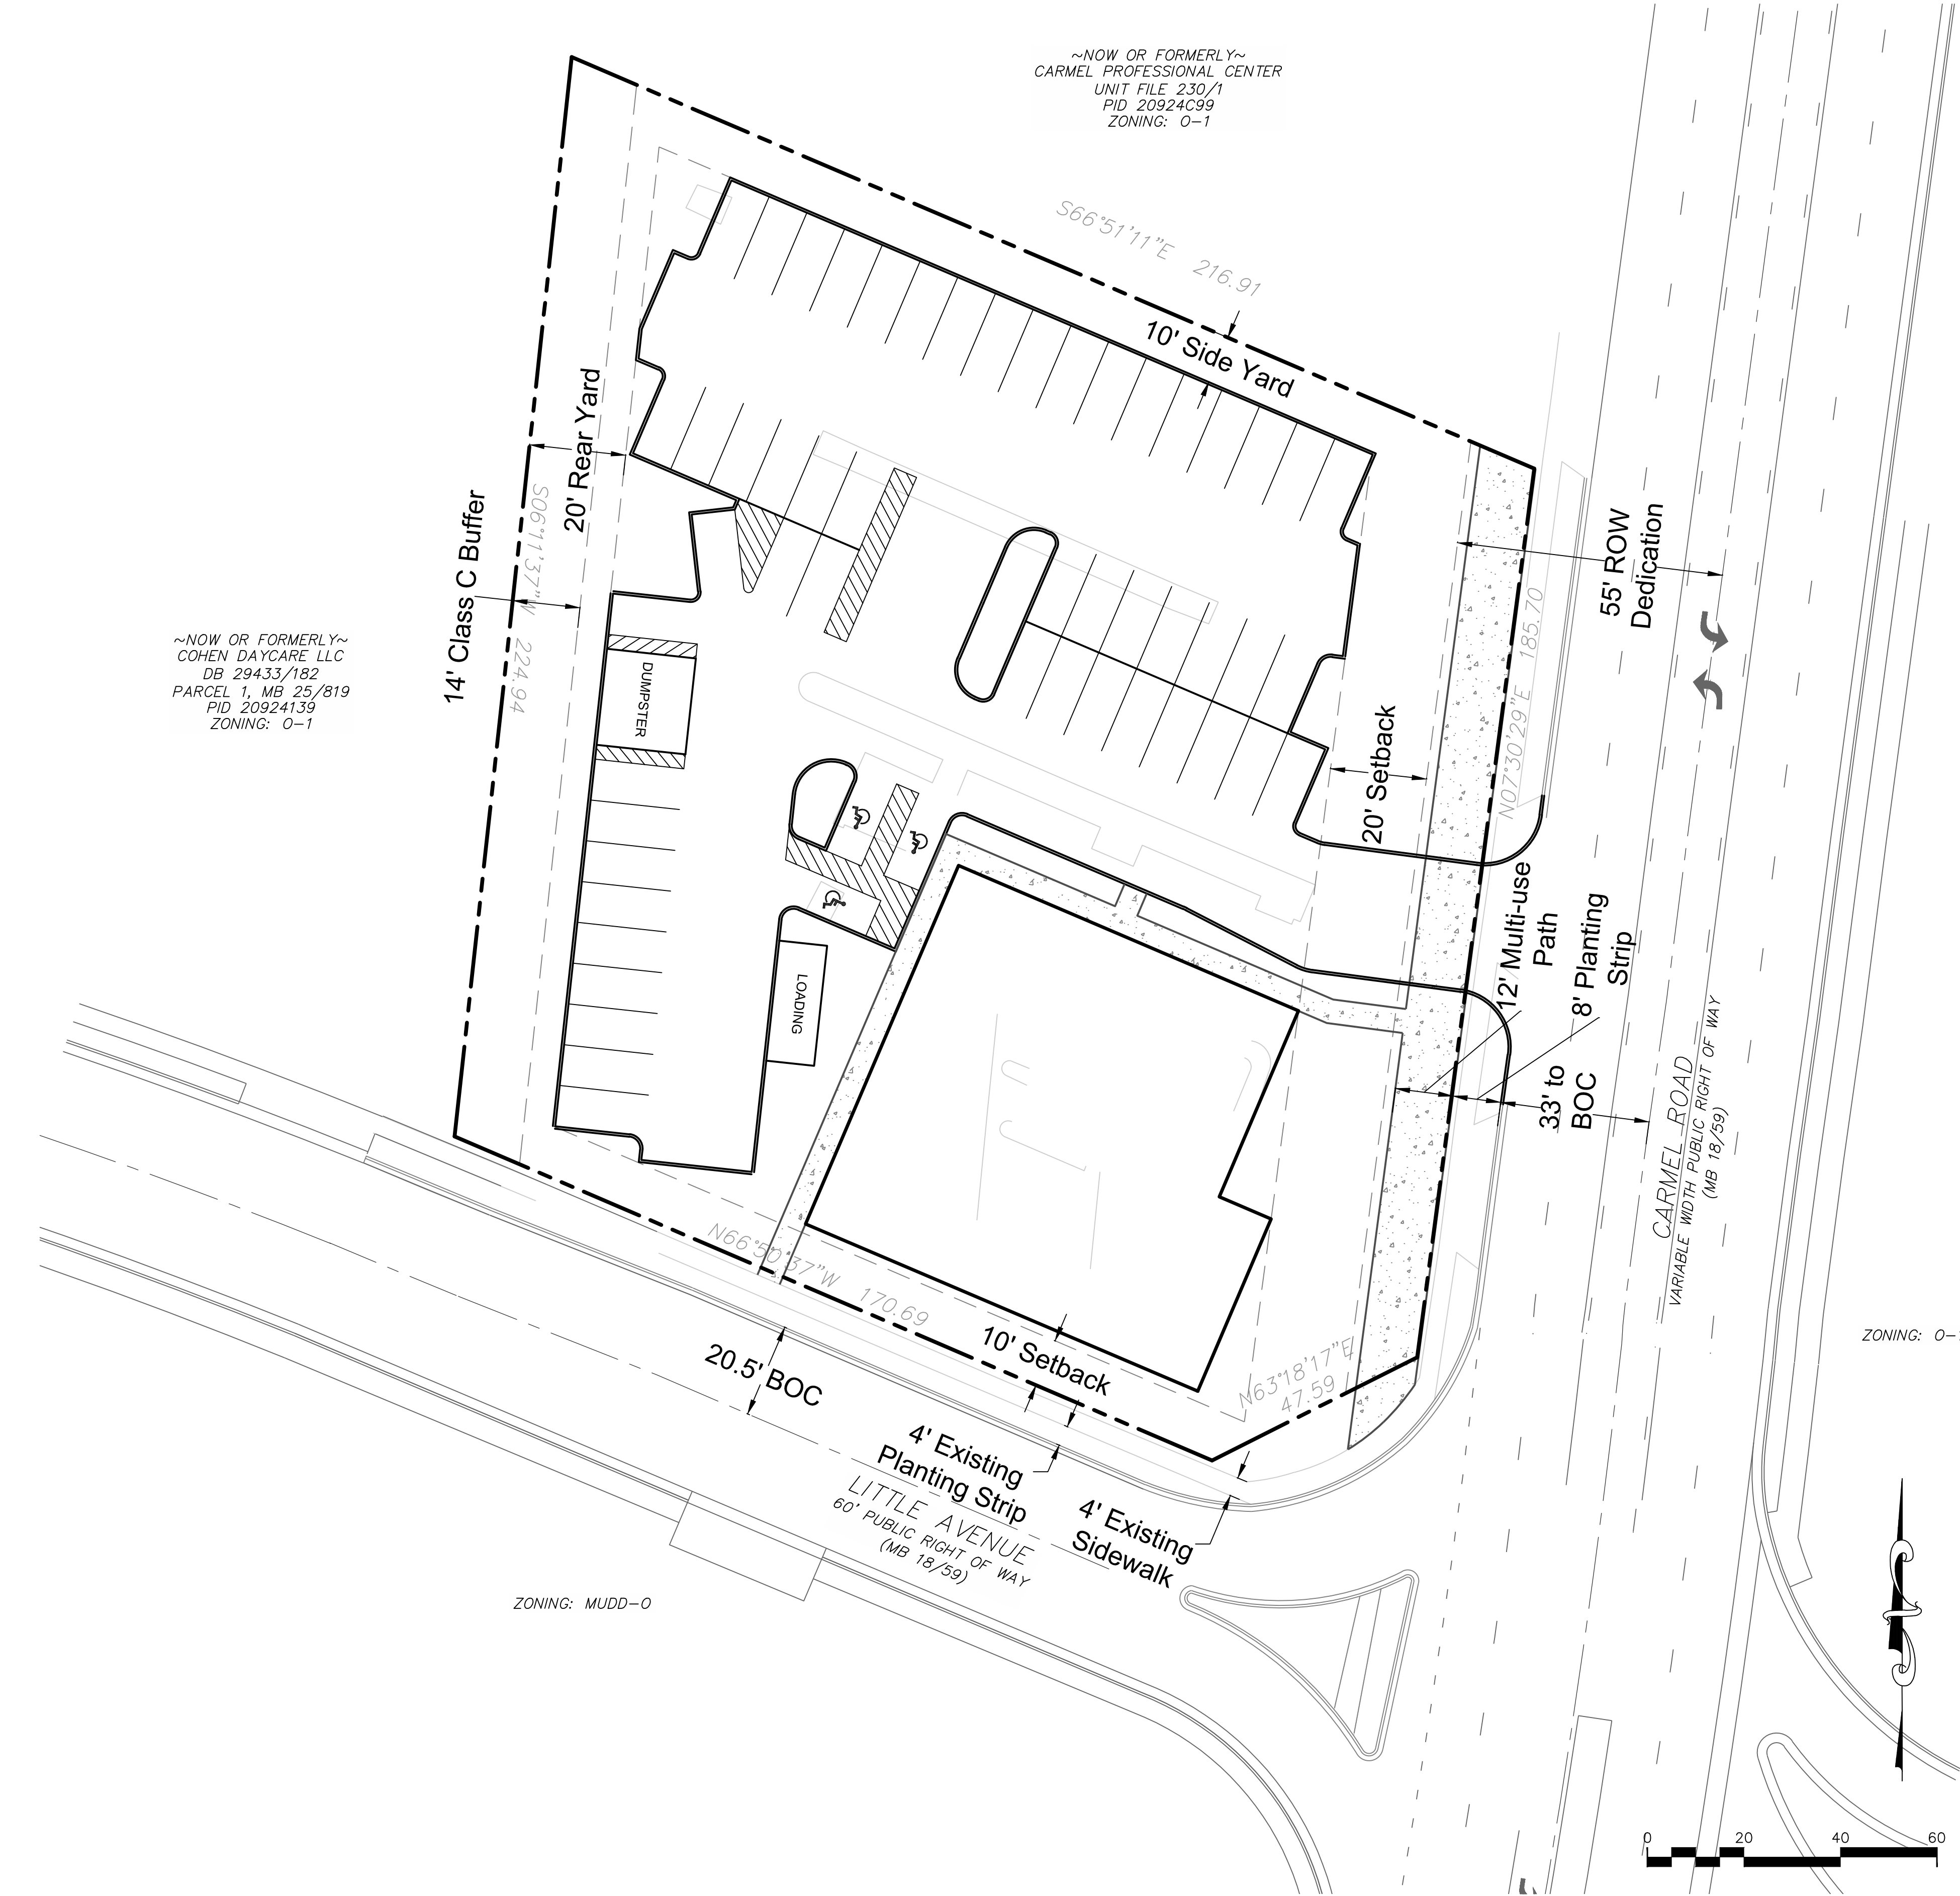 ~NOW OR FORMERLY~
CARMEL PROFESSIONAL CENTER
UNIT FILE 230/1
PID 20924C99
ZONING: O-1
S66°51'11"E 216.91
10' Side Yard
20' Rear Yard
14' Class C Buffer
S06°11'37"W 224.94
~NOW OR FORMERLY~
COHEN DAYCARE LLC
DB 29433/182
PARCEL 1, MB 25/819
PID 20924139
ZONING: O-1
DUMPSTER
LOADING
55' ROW
Dedication
N07°30'29"E 185.70
20' Setback
12' Multi-use
Path
8' Planting
Strip
33' to
BOC
CARMEL ROAD
VARIABLE WIDTH PUBLIC RIGHT OF WAY
(MB 18/59)
ZONING: O-
N66°50'37"W 170.69
10' Setback
N63°18'17"E
47.59
20.5' BOC
4' Existing
Planting Strip
4' Existing
Sidewalk
LITTLE AVENUE
60' PUBLIC RIGHT OF WAY
(MB 18/59)
ZONING: MUDD-O
0 20 40 60